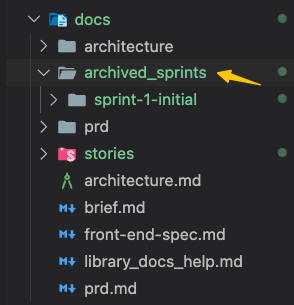 docs
architecture
archived_sprints
sprint-1-initial
prd
stories
architecture.md
brief.md
front-end-spec.md
library_docs_help.md
prd.md